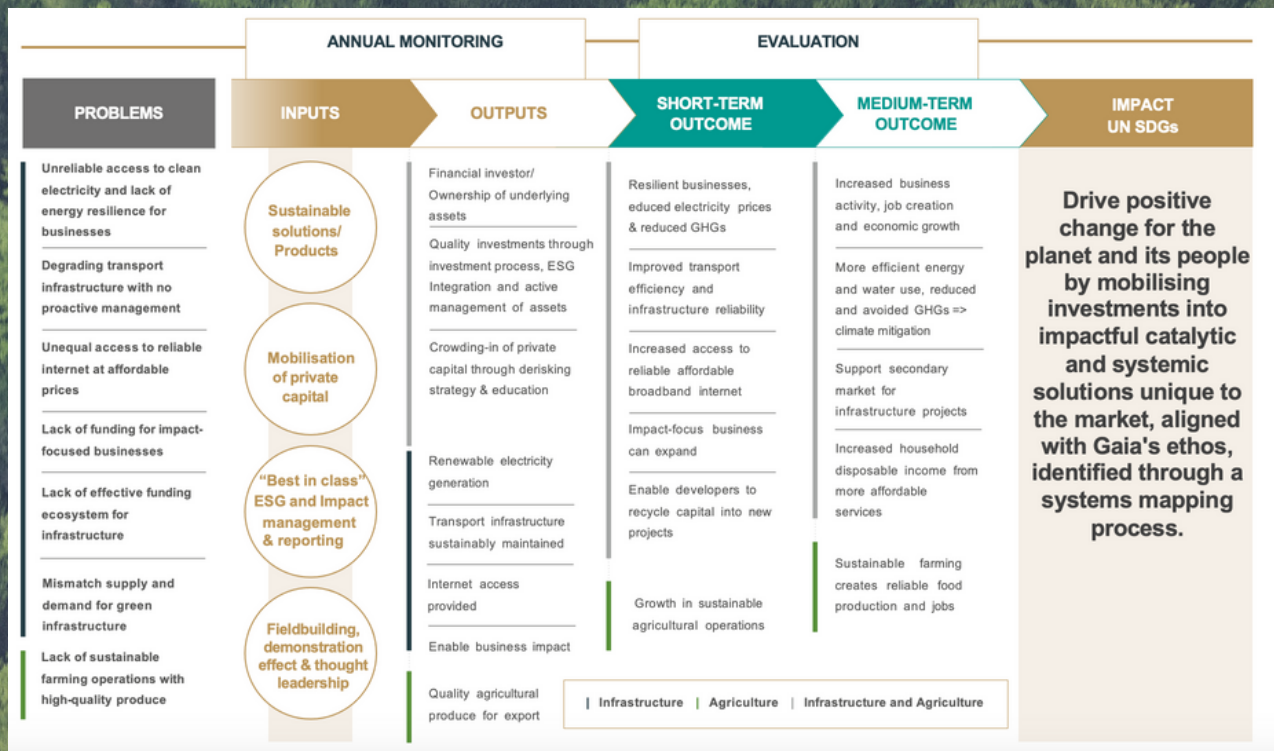 ANNUAL MONITORING
EVALUATION
PROBLEMS
INPUTS
OUTPUTS
SHORT-TERM
OUTCOME
MEDIUM-TERM
OUTCOME
IMPACT
UN SDGs
Unreliable access to clean
electricity and lack of
energy resilience for
businesses
Degrading transport
infrastructure with no
proactive management
Unequal access to reliable
internet at affordable
prices
Lack of funding for impact-
focused businesses
Lack of effective funding
ecosystem for
infrastructure
Mismatch supply and
demand for green
infrastructure
Lack of sustainable
farming operations with
high-quality produce
Sustainable
solutions/
Products
Mobilisation
of private
capital
“Best in class”
ESG and Impact
management
& reporting
Fieldbuilding,
demonstration
effect & thought
leadership
Financial investor/
Ownership of underlying
assets
Quality investments through
investment process, ESG
Integration and active
management of assets
Crowding-in of private
capital through derisking
strategy & education
Renewable electricity
generation
Transport infrastructure
sustainably maintained
Internet access
provided
Enable business impact
Quality agricultural
produce for export
Resilient businesses,
educed electricity prices
& reduced GHGs
Improved transport
efficiency and
infrastructure reliability
Increased access to
reliable affordable
broadband internet
Impact-focus business
can expand
Enable developers to
recycle capital into new
projects
Growth in sustainable
agricultural operations
Increased business
activity, job creation
and economic growth
More efficient energy
and water use, reduced
and avoided GHGs =>
climate mitigation
Support secondary
market for
infrastructure projects
Increased household
disposable income from
more affordable
services
Sustainable farming
creates reliable food
production and jobs
Drive positive
change for the
planet and its people
by mobilising
investments into
impactful catalytic
and systemic
solutions unique to
the market, aligned
with Gaia's ethos,
identified through a
systems mapping
process.
| Infrastructure | Agriculture | Infrastructure and Agriculture